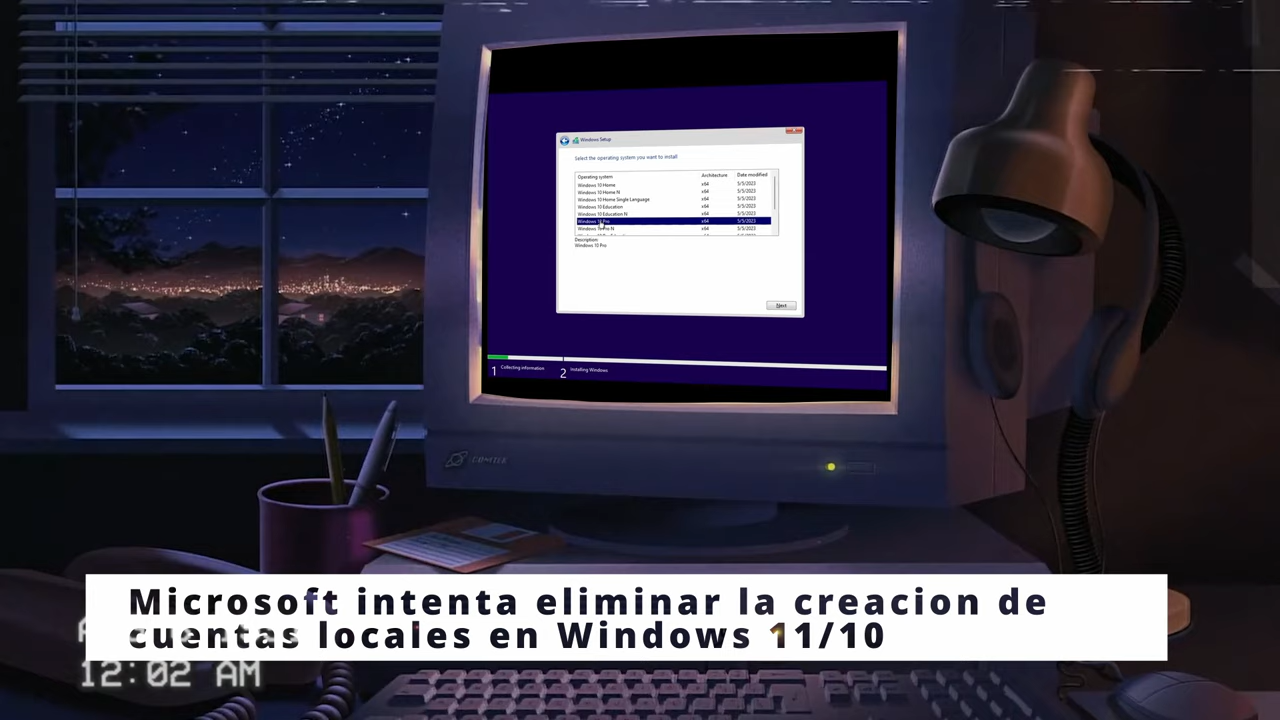 Windows Setup
Select the operating system you want to install
Operating system Architecture Date modified
Windows 10 Home x64 5/5/2023
Windows 10 Home N x64 5/5/2023
Windows 10 Home Single Language x64 5/5/2023
Windows 10 Education x64 5/5/2023
Windows 10 Education N x64 5/5/2023
Windows 10 Pro x64 5/5/2023
Windows 10 Pro N x64 5/5/2023
Description:
Windows 10 Pro
Next
1 Collecting information 2 Installing Windows
Microsoft intenta eliminar la creacion de
cuentas locales en Windows 11/10
12:02 AM